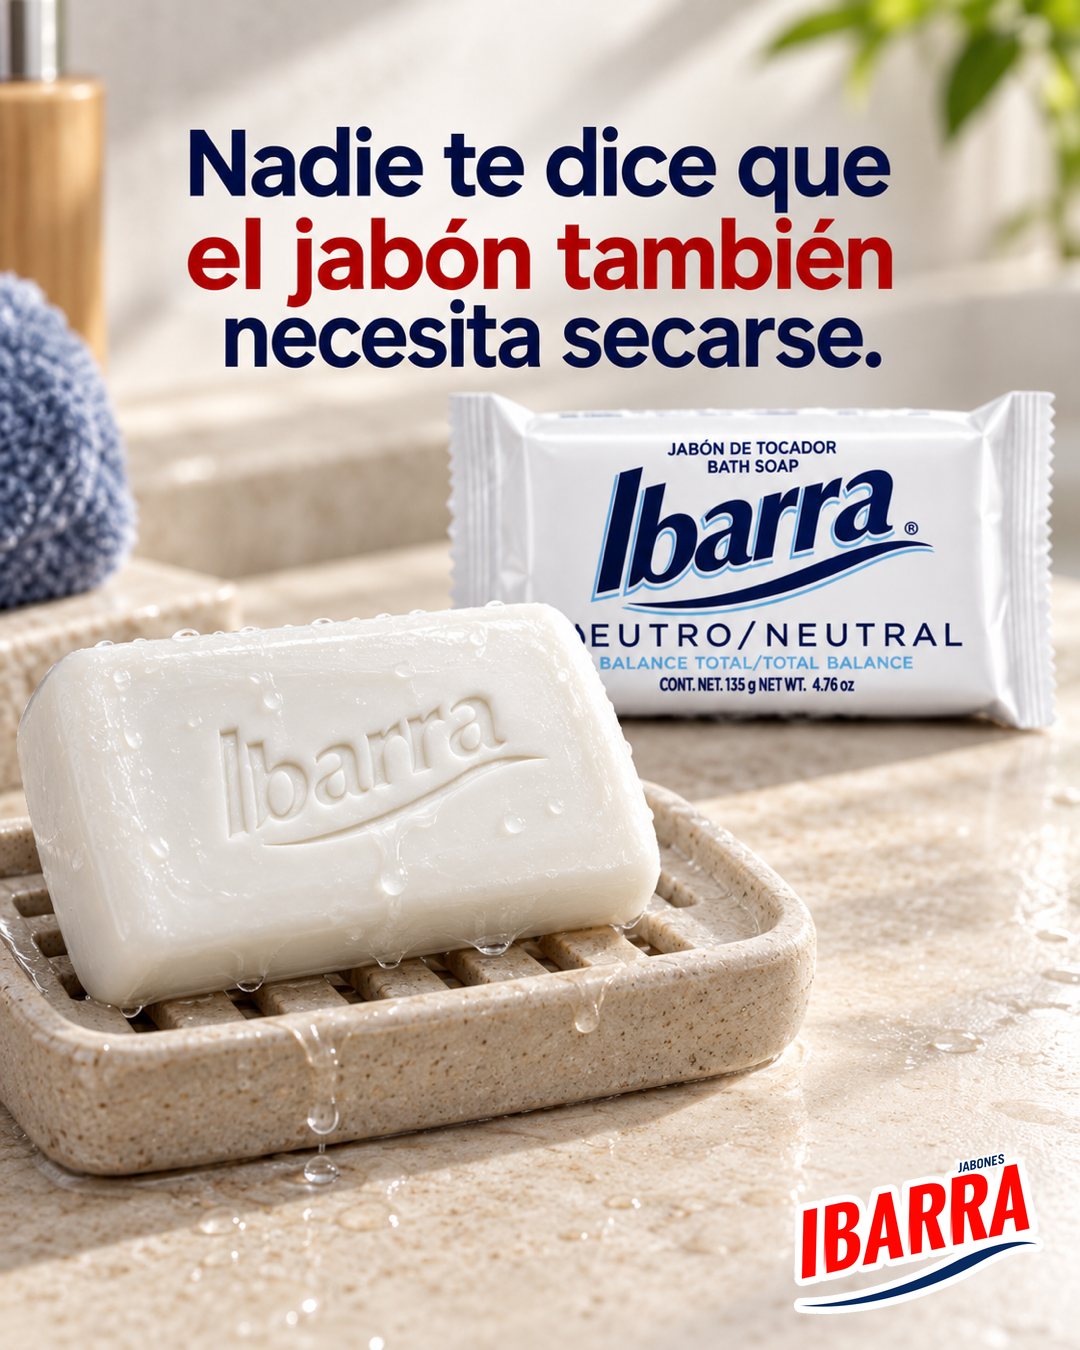 Nadie te dice que
el jabón también
necesita secarse.
JABÓN DE TOCADOR
BATH SOAP
Ibarra®
EUTRO/NEUTRAL
BALANCE TOTAL/TOTAL BALANCE
CONT. NET. 135 g NET WT. 4.76 oz
Ibarra
JABONES
IBARRA